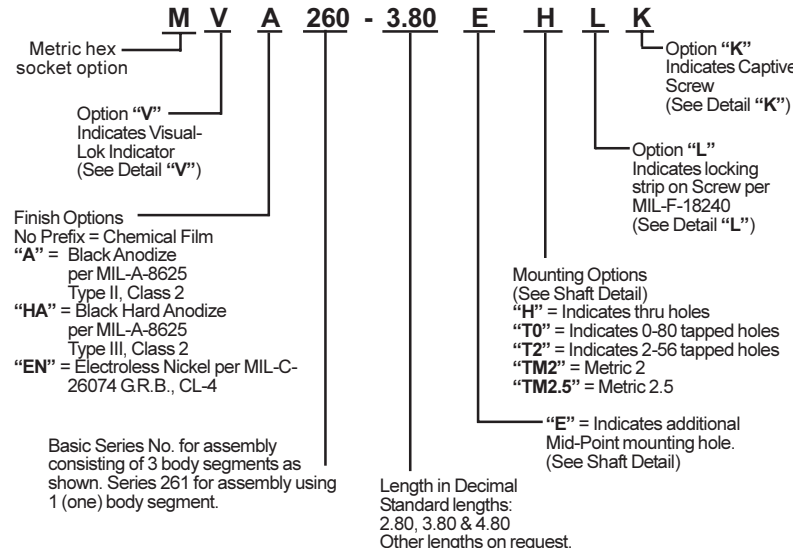 M V A 260 - 3.80 E H L K
Metric hex
socket option
Option “V”
Indicates Visual-
Lok Indicator
(See Detail “V”)
Finish Options
No Prefix = Chemical Film
“A” = Black Anodize
per MIL-A-8625
Type II, Class 2
“HA” = Black Hard Anodize
per MIL-A-8625
Type III, Class 2
“EN” = Electroless Nickel per MIL-C-
26074 G.R.B., CL-4
Basic Series No. for assembly
consisting of 3 body segments as
shown. Series 261 for assembly using
1 (one) body segment.
Length in Decimal
Standard lengths:
2.80, 3.80 & 4.80
Other lengths on request.
“E” = Indicates additional
Mid-Point mounting hole.
(See Shaft Detail)
Mounting Options
(See Shaft Detail)
“H” = Indicates thru holes
“T0” = Indicates 0-80 tapped holes
“T2” = Indicates 2-56 tapped holes
“TM2” = Metric 2
“TM2.5” = Metric 2.5
Option “L”
Indicates locking
strip on Screw per
MIL-F-18240
(See Detail “L”)
Option “K”
Indicates Captive
Screw
(See Detail “K”)